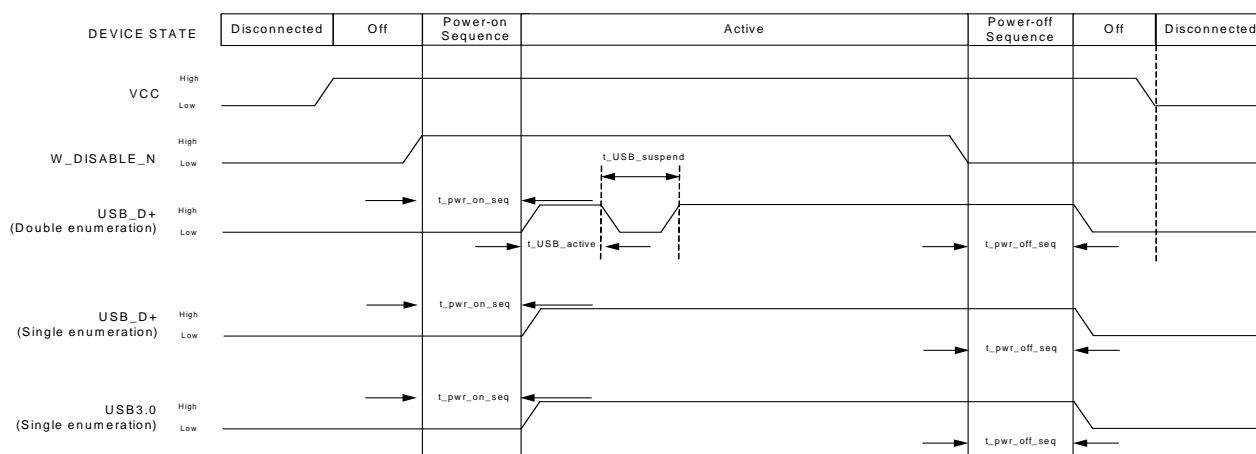 DEVICE STATE Disconnected Off Power-on Sequence Active Power-off Sequence Off Disconnected
VCC High
Low
W_DISABLE_N High
Low
t_USB_suspend
t_pwr_on_seq
USB_D+ High
(Double enumeration) Low
t_USB_active t_pwr_off_seq
t_pwr_on_seq
USB_D+ High
(Single enumeration) Low
t_pwr_off_seq
t_pwr_on_seq
USB3.0 High
(Single enumeration) Low
t_pwr_off_seq